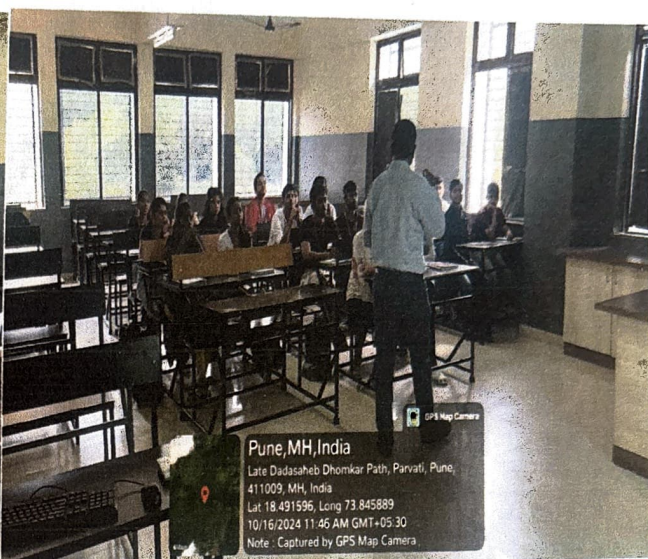 GPS Map Camera
Pune,MH,India
Late Dadasaheb Dhomkar Path, Parvati, Pune,
411009, MH, India
Lat 18.491596, Long 73.845889
10/16/2024 11:46 AM GMT+05:30
Note : Captured by GPS Map Camera